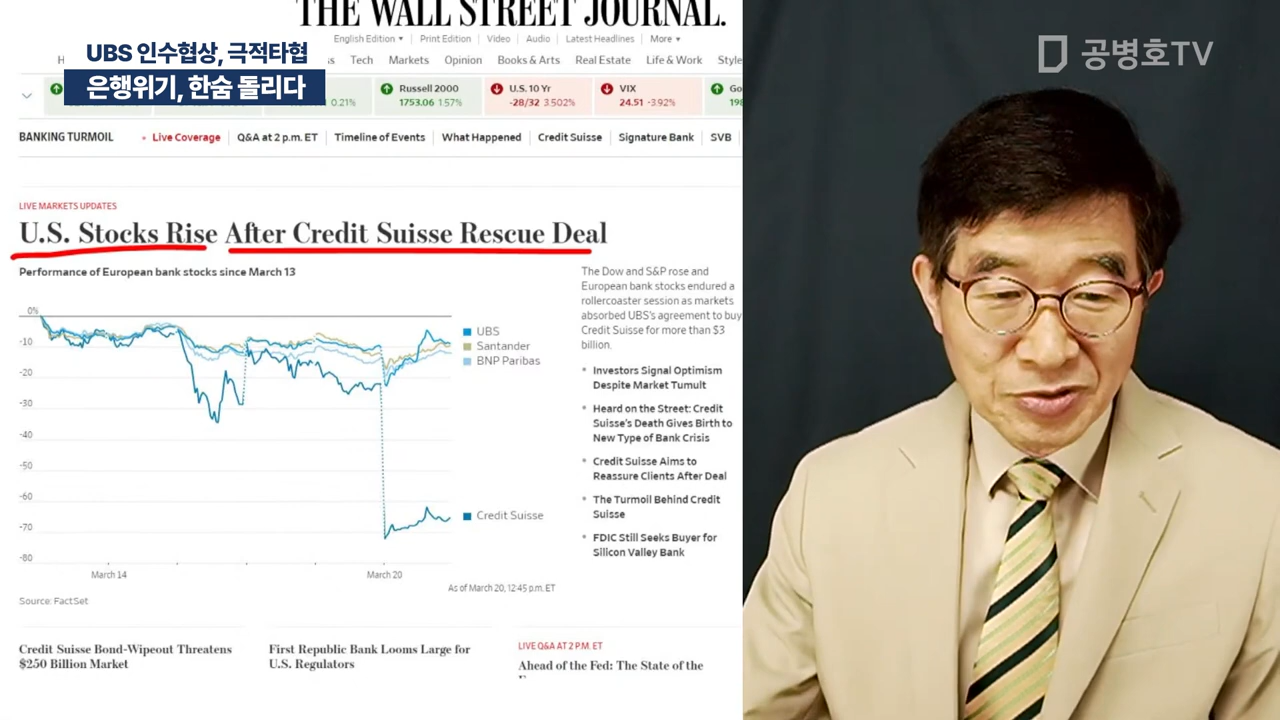 THE WALL STREET JOURNAL.
English Edition
Print Edition
Video
Audio
Latest Headlines
More
UBS 인수협상, 극적타협
은행위기, 한숨 돌리다
공병호TV
Tech
Markets
Opinion
Books & Arts
Real Estate
Life & Work
Style
0.21%
Russell 2000
1753.06 1.57%
U.S. 10 Yr
-28/32 3.502%
VIX
24.51 -3.92%
BANKING TURMOIL
Live Coverage
Q&A at 2 p.m. ET
Timeline of Events
What Happened
Credit Suisse
Signature Bank
SVB
LIVE MARKETS UPDATES
U.S. Stocks Rise After Credit Suisse Rescue Deal
Performance of European bank stocks since March 13
0%
-10
-20
-30
-40
-50
-60
-70
-80
UBS
Santander
BNP Paribas
Credit Suisse
March 14
March 20
As of March 20, 12:45 p.m. ET
Source: FactSet
The Dow and S&P rose and
European bank stocks endured a
rollercoaster session as markets
absorbed UBS's agreement to buy
Credit Suisse for more than $3
billion.
Investors Signal Optimism
Despite Market Tumult
Heard on the Street: Credit
Suisse's Death Gives Birth to
New Type of Bank Crisis
Credit Suisse Aims to
Reassure Clients After Deal
The Turmoil Behind Credit
Suisse
FDIC Still Seeks Buyer for
Silicon Valley Bank
Credit Suisse Bond-Wipeout Threatens
$250 Billion Market
First Republic Bank Looms Large for
U.S. Regulators
LIVE Q&A AT 2 P.M. ET
Ahead of the Fed: The State of the